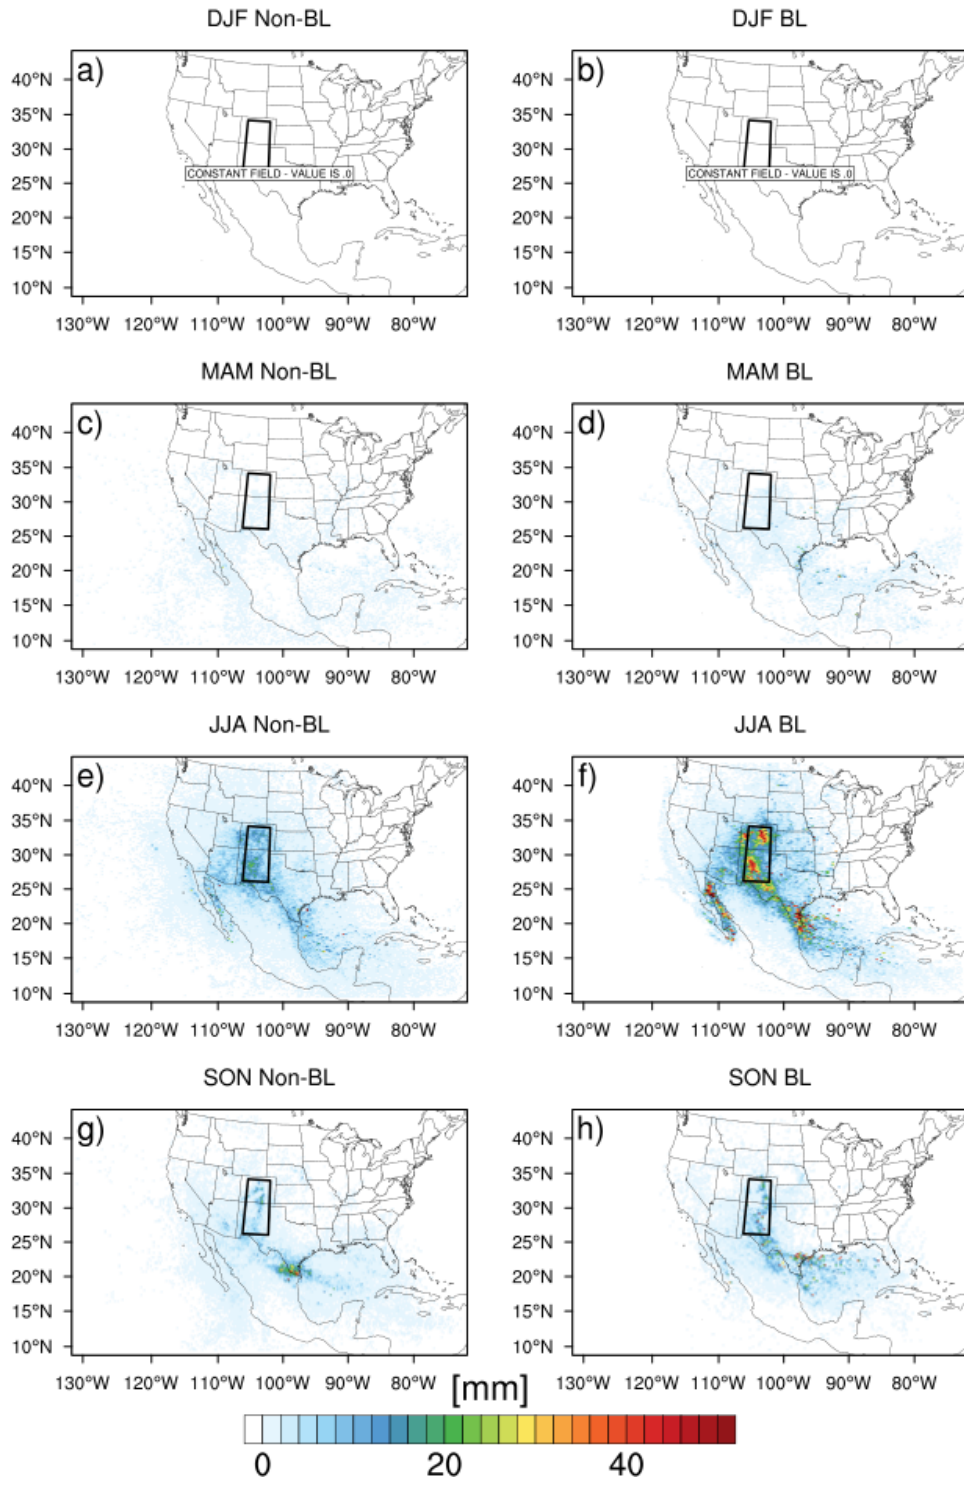 DJF Non-BL
DJF BL
a)
b)
40°N
35°N
30°N
25°N
20°N
15°N
10°N
CONSTANT FIELD - VALUE IS .0
130°W 120°W 110°W 100°W 90°W 80°W
40°N
35°N
30°N
25°N
20°N
15°N
10°N
CONSTANT FIELD - VALUE IS .0
130°W 120°W 110°W 100°W 90°W 80°W
MAM Non-BL
MAM BL
c)
d)
40°N
35°N
30°N
25°N
20°N
15°N
10°N
130°W 120°W 110°W 100°W 90°W 80°W
40°N
35°N
30°N
25°N
20°N
15°N
10°N
130°W 120°W 110°W 100°W 90°W 80°W
JJA Non-BL
JJA BL
e)
f)
40°N
35°N
30°N
25°N
20°N
15°N
10°N
130°W 120°W 110°W 100°W 90°W 80°W
40°N
35°N
30°N
25°N
20°N
15°N
10°N
130°W 120°W 110°W 100°W 90°W 80°W
SON Non-BL
SON BL
g)
h)
40°N
35°N
30°N
25°N
20°N
15°N
10°N
130°W 120°W 110°W 100°W 90°W 80°W
40°N
35°N
30°N
25°N
20°N
15°N
10°N
130°W 120°W 110°W 100°W 90°W 80°W
[mm]
0 20 40